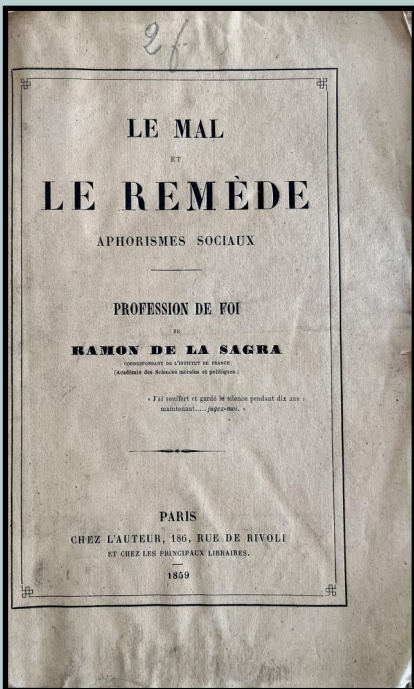 2 f.
LE MAL
ET
LE REMÈDE
APHORISMES SOCIAUX
PROFESSION DE FOI
DE
RAMON DE LA SAGRA
CORRESPONDANT DE L'INSTITUT DE FRANCE
(Académie des Sciences morales et politiques.)
« J'ai souffert et gardé le silence pendant dix ans :
maintenant..... jugez-moi. »
PARIS
CHEZ L'AUTEUR, 186, RUE DE RIVOLI
ET CHEZ LES PRINCIPAUX LIBRAIRES.
1859